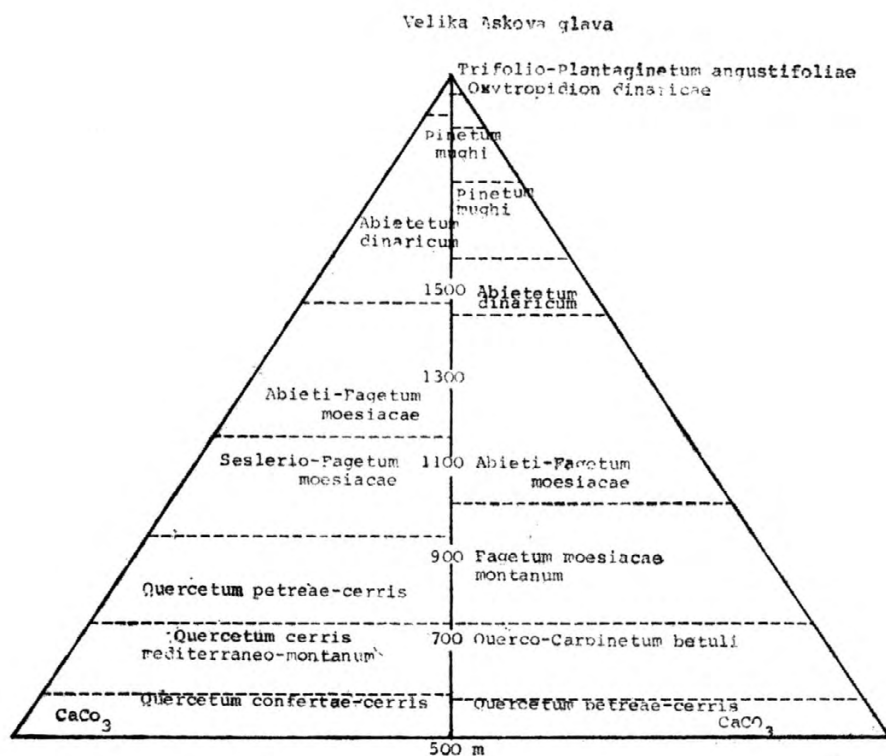 Velika Askova glava
Trifolio-Plantaginetum angustifoliae
Oxytropidion dinaricae
Pinetum
mughi
Pinetum
mughi
Abietetum
dinaricum
1500 Abietetum
dinaricum
1300
Abieti-Fagetum
moesiacae
Seslerio-Fagetum
moesiacae
1100 Abieti-Fagetum
moesiacae
900 Fagetum moesiacae
montanum
Quercetum petreae-cerris
Quercetum cerris
mediterraneo-montanum
700 Querco-Carpinetum betuli
Quercetum confertae-cerris
Quercetum petreae-cerris
CaCo3
CaCO3
500 m